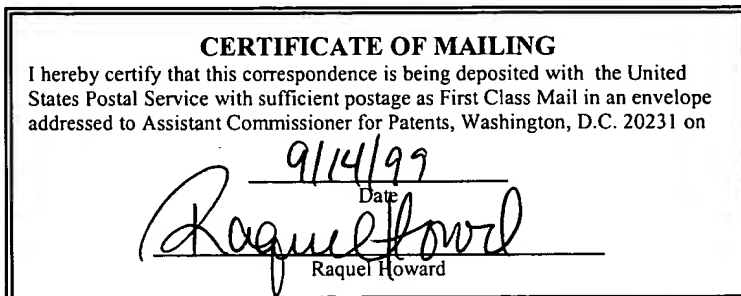 CERTIFICATE OF MAILING
I hereby certify that this correspondence is being deposited with the United
States Postal Service with sufficient postage as First Class Mail in an envelope
addressed to Assistant Commissioner for Patents, Washington, D.C. 20231 on
9/14/99
Date
Raquel Howard
Raquel Howard